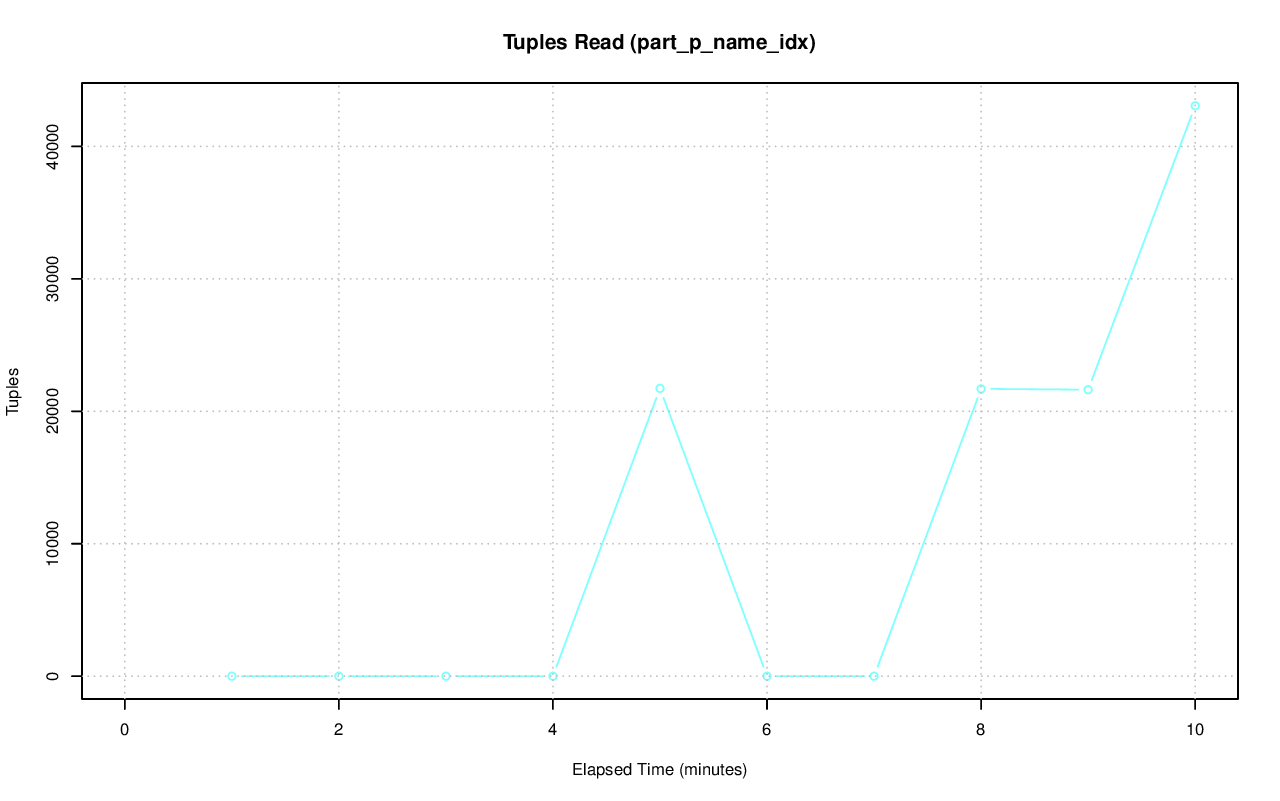 Tuples Read (part_p_name_idx)
Tuples
40000
30000
20000
10000
0
0 2 4 6 8 10
Elapsed Time (minutes)